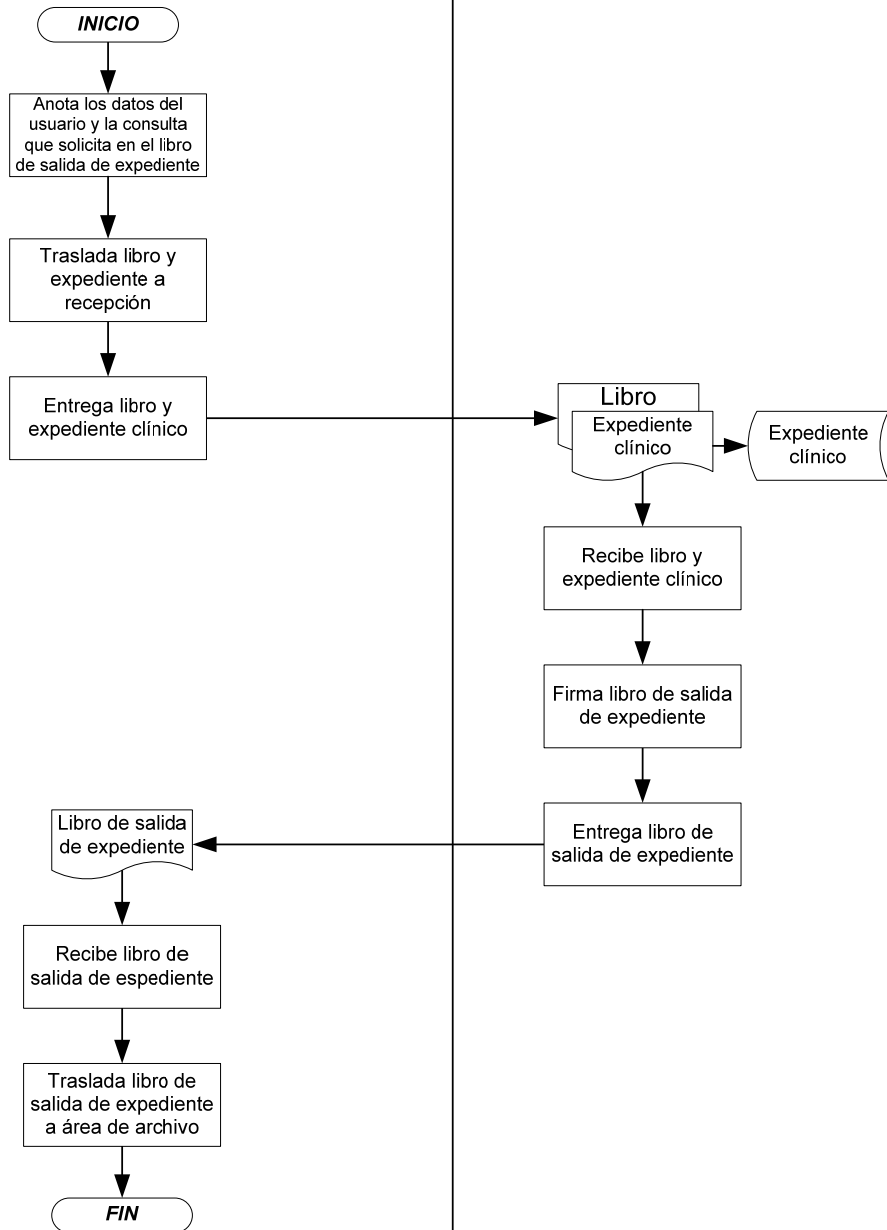 INICIO
Anota los datos del
usuario y la consulta
que solicita en el libro
de salida de expediente
Traslada libro y
expediente a
recepción
Entrega libro y
expediente clínico
Libro
Expediente
clínico
Expediente
clínico
Recibe libro y
expediente clínico
Firma libro de salida
de expediente
Entrega libro de
salida de expediente
Libro de salida
de expediente
Recibe libro de
salida de espediente
Traslada libro de
salida de expediente
a área de archivo
FIN